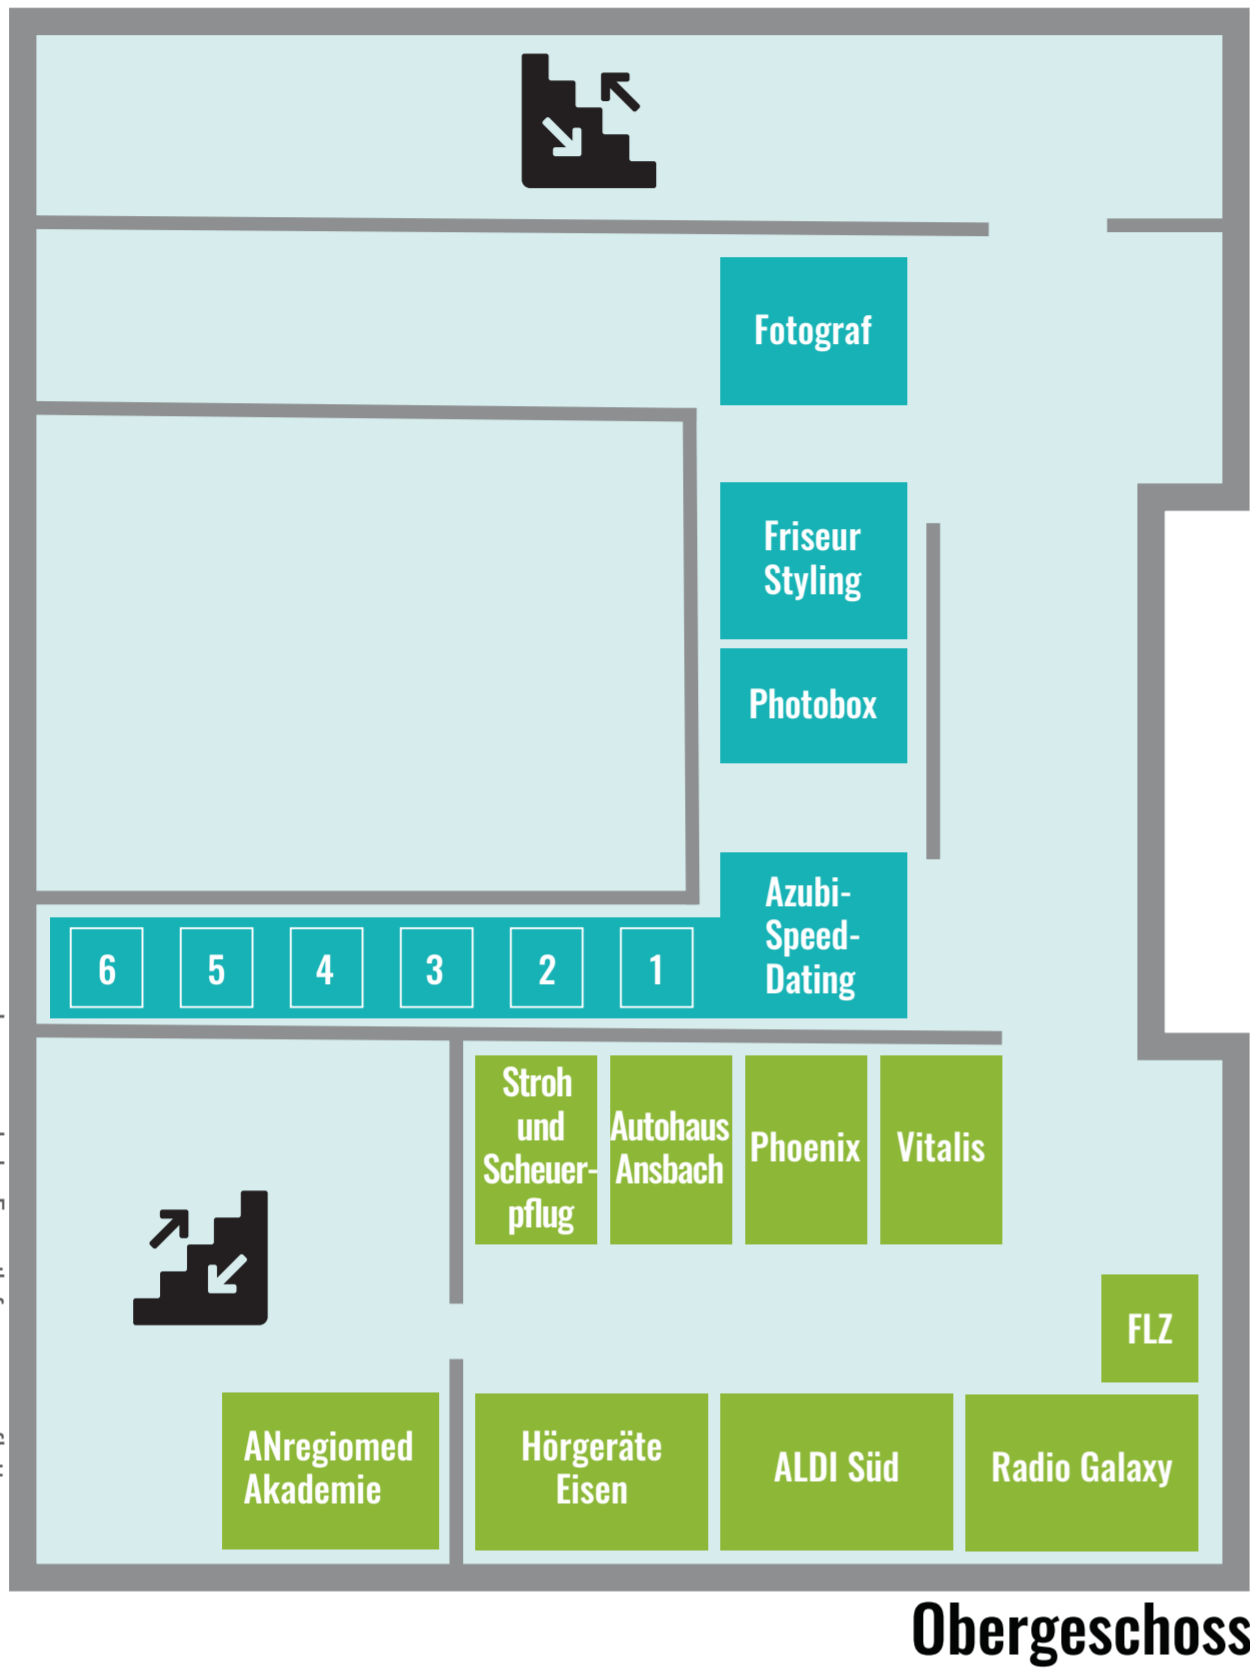 Fotograf
Friseur
Styling
Photobox
Azubi-
Speed-
Dating
6 5 4 3 2 1
Stroh
und
Scheuer-
pflug
Autohaus
Ansbach
Phoenix
Vitalis
FLZ
ANregiomed
Akademie
Hörgeräte
Eisen
ALDI Süd
Radio Galaxy
Obergeschoss